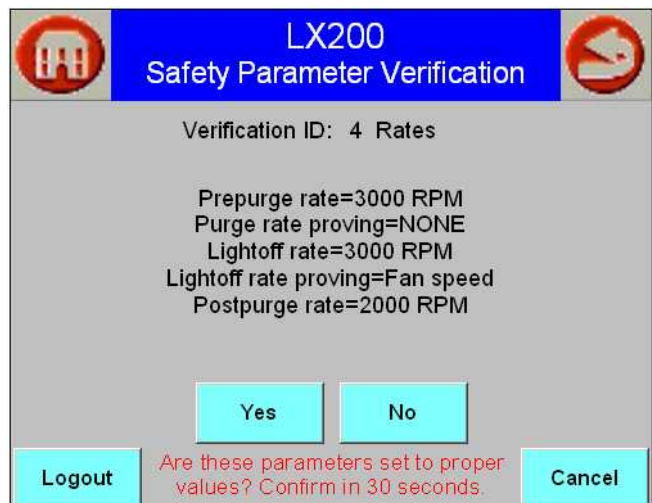 LX200
Safety Parameter Verification
Verification ID: 4 Rates
Prepurge rate=3000 RPM
Purge rate proving=NONE
Lightoff rate=3000 RPM
Lightoff rate proving=Fan speed
Postpurge rate=2000 RPM
Yes
No
Logout
Are these parameters set to proper
values? Confirm in 30 seconds.
Cancel